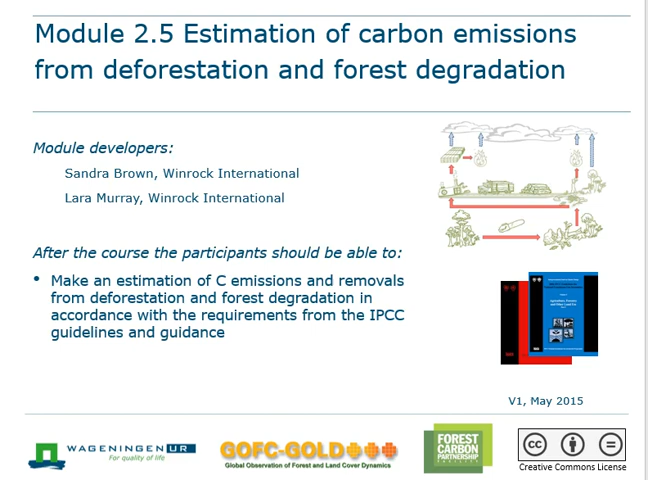 Module 2.5 Estimation of carbon emissions
from deforestation and forest degradation
Module developers:
Sandra Brown, Winrock International
Lara Murray, Winrock International
After the course the participants should be able to:
• Make an estimation of C emissions and removals
from deforestation and forest degradation in
accordance with the requirements from the IPCC
guidelines and guidance
V1, May 2015
WAGENINGEN UR
For quality of life
GOFC-GOLD
Global Observation of Forest and Land Cover Dynamics
FOREST
CARBON
PARTNERSHIP
cc
Creative Commons License